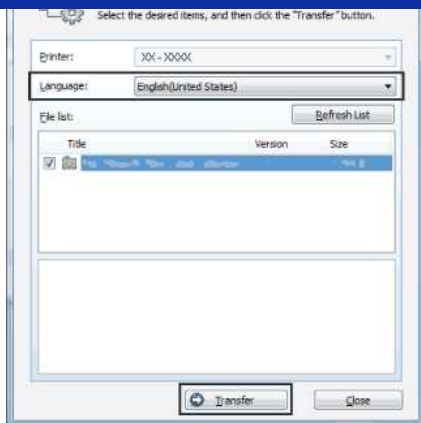 Select the desired items, and then click the "Transfer" button.
Printer: XX-XXXX
Language: English(United States)
File list: Refresh List
Title Version Size
Transfer Close